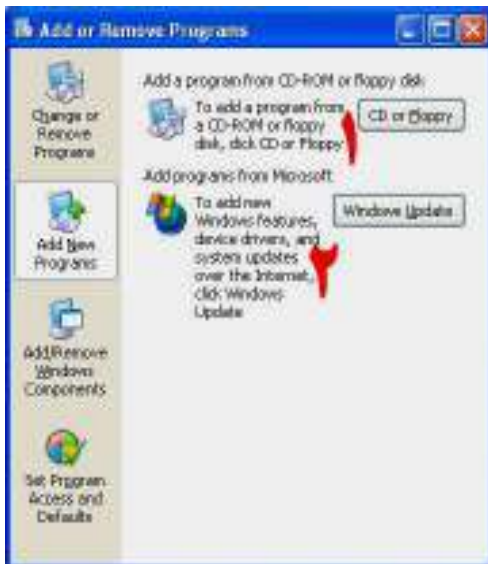 Add or Remove Programs
Change or
Remove
Programs
Add New
Programs
Add/Remove
Windows
Components
Set Program
Access and
Defaults
Add a program from CD-ROM or floppy disk
To add a program from
a CD-ROM or floppy
disk, click CD or Floppy
CD or Floppy
۱
Add programs from Microsoft
To add new
Windows features,
device drivers, and
system updates
over the Internet,
click Windows
Update
Windows Update
۲